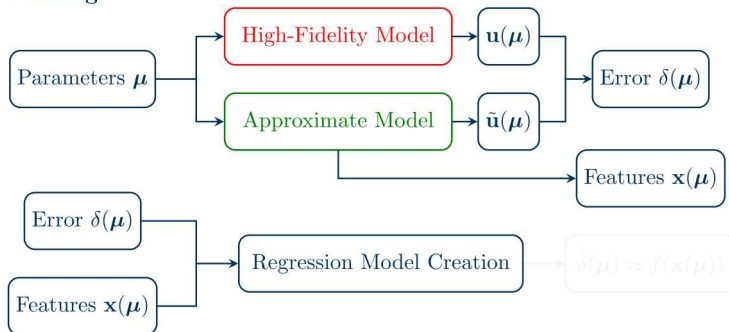 High-Fidelity Model
u(μ)
Parameters μ
Error δ(μ)
Approximate Model
ũ(μ)
Features x(μ)
Error δ(μ)
Regression Model Creation
Features x(μ)